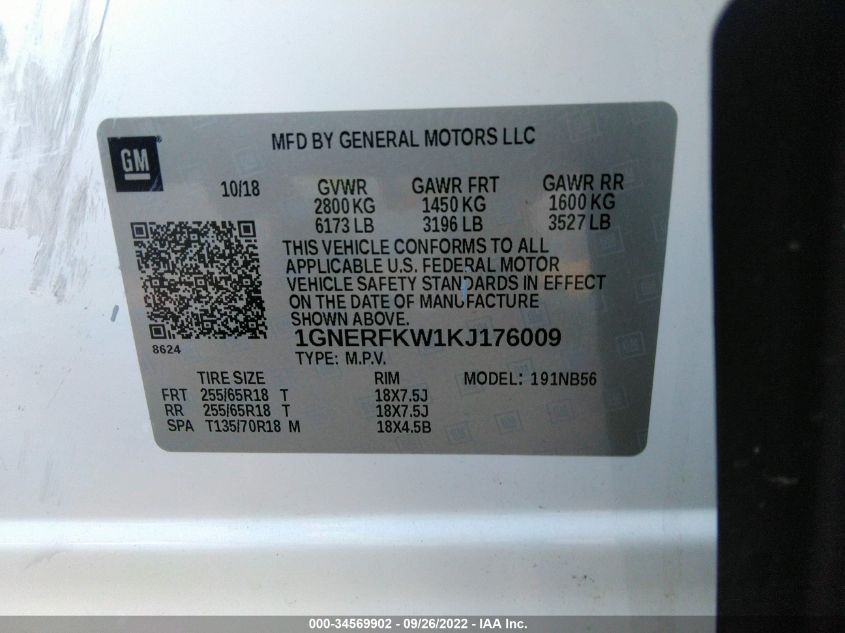 MFD BY GENERAL MOTORS LLC
GM
10/18 GVWR GAWR FRT GAWR RR
2800 KG 1450 KG 1600 KG
6173 LB 3196 LB 3527 LB
THIS VEHICLE CONFORMS TO ALL
APPLICABLE U.S. FEDERAL MOTOR
VEHICLE SAFETY STANDARDS IN EFFECT
ON THE DATE OF MANUFACTURE
SHOWN ABOVE.
8624
1GNERFKW1KJ176009
TYPE: M.P.V.
TIRE SIZE RIM MODEL: 191NB56
FRT 255/65R18 T 18X7.5J
RR 255/65R18 T 18X7.5J
SPA T135/70R18 M 18X4.5B
000-34569902 - 09/26/2022 - IAA Inc.